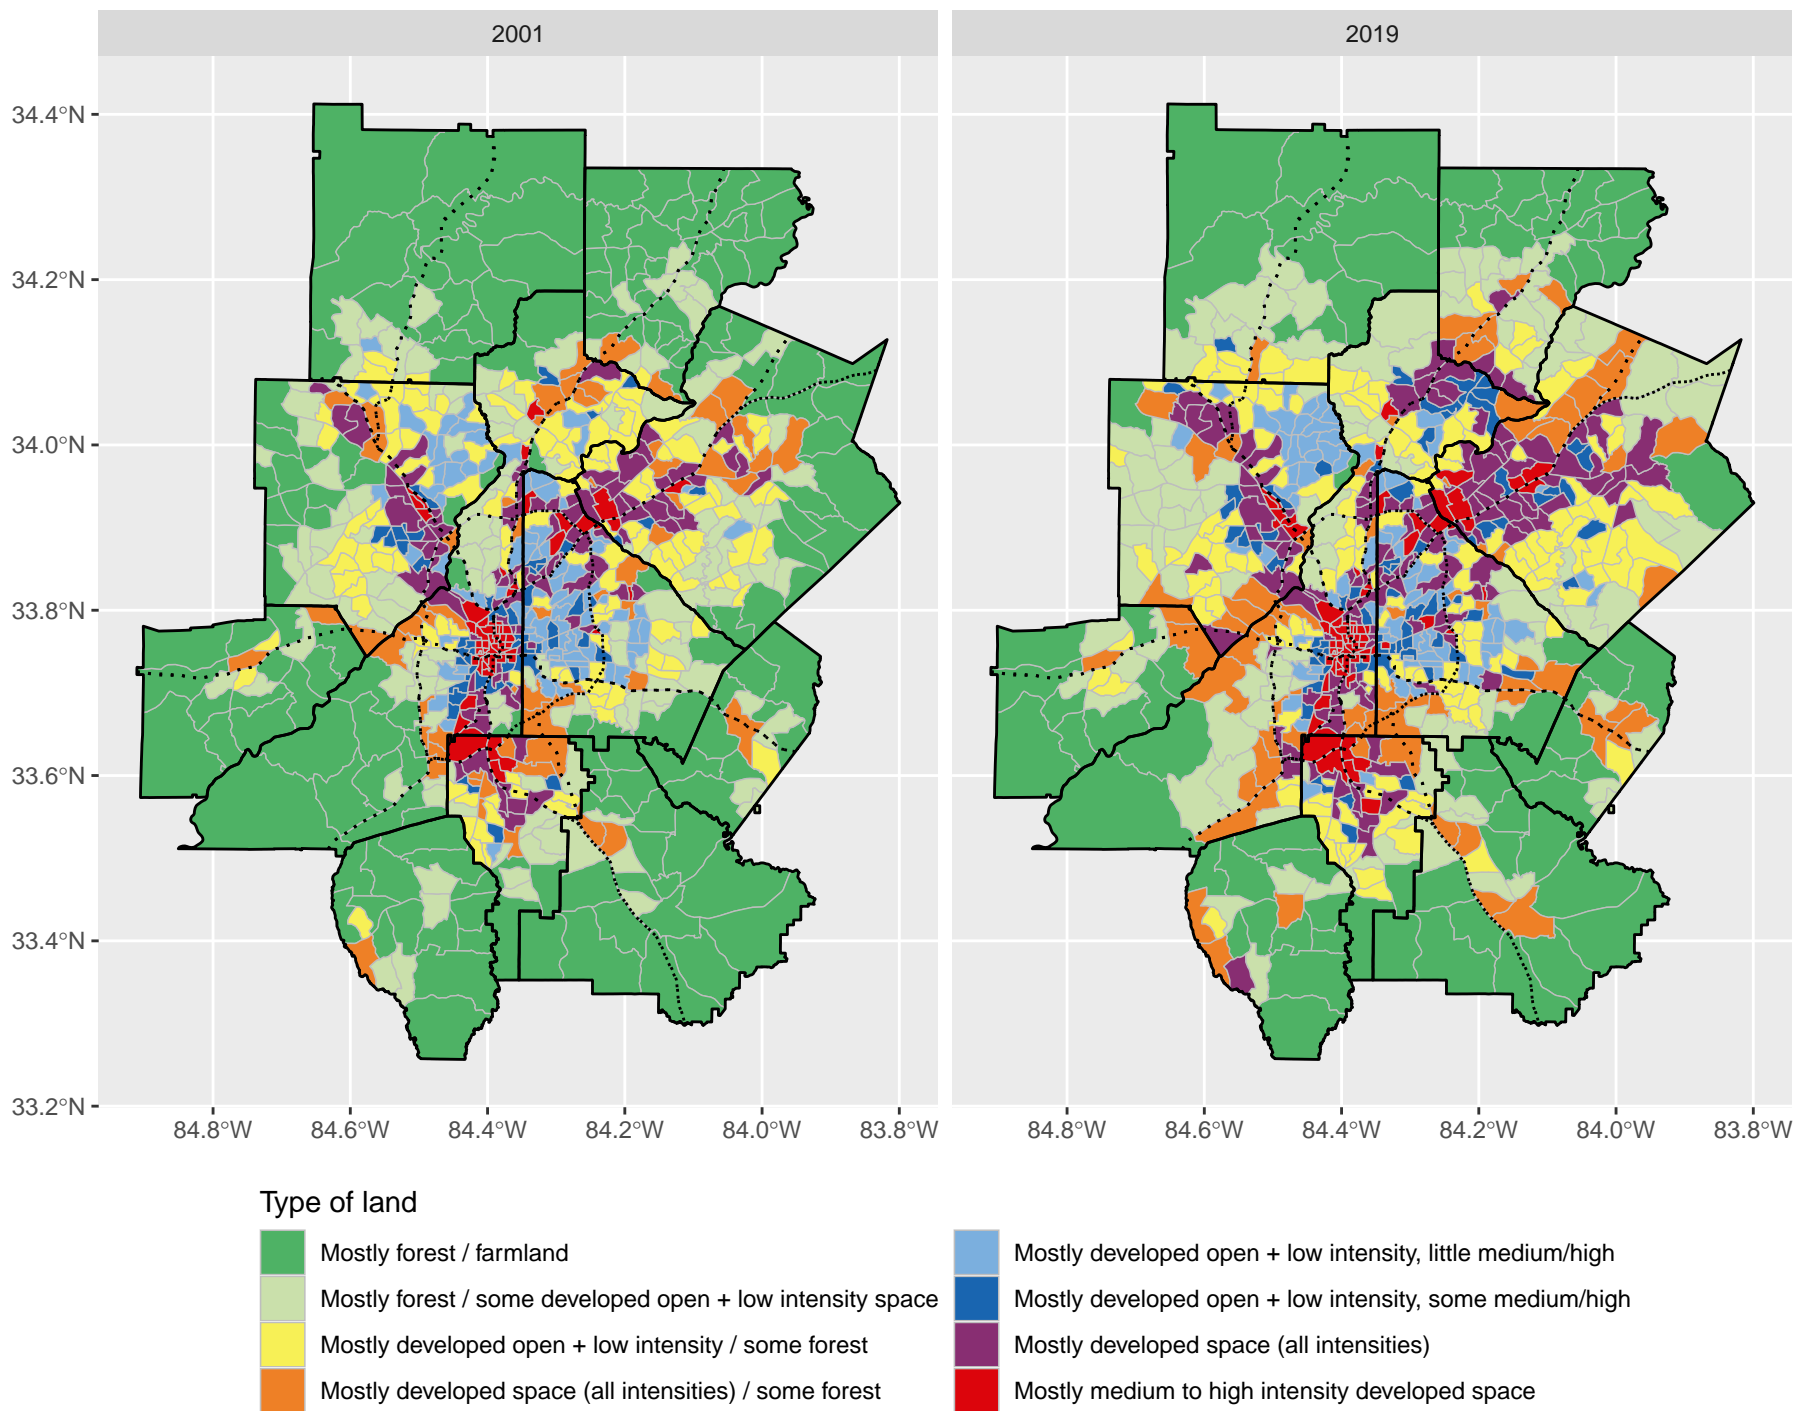 2001
2019
34.4°N
34.2°N
34.0°N
33.8°N
33.6°N
33.4°N
33.2°N
84.8°W 84.6°W 84.4°W 84.2°W 84.0°W 83.8°W
84.8°W 84.6°W 84.4°W 84.2°W 84.0°W 83.8°W
Type of land
Mostly forest / farmland
Mostly forest / some developed open + low intensity space
Mostly developed open + low intensity / some forest
Mostly developed space (all intensities) / some forest
Mostly developed open + low intensity, little medium/high
Mostly developed open + low intensity, some medium/high
Mostly developed space (all intensities)
Mostly medium to high intensity developed space